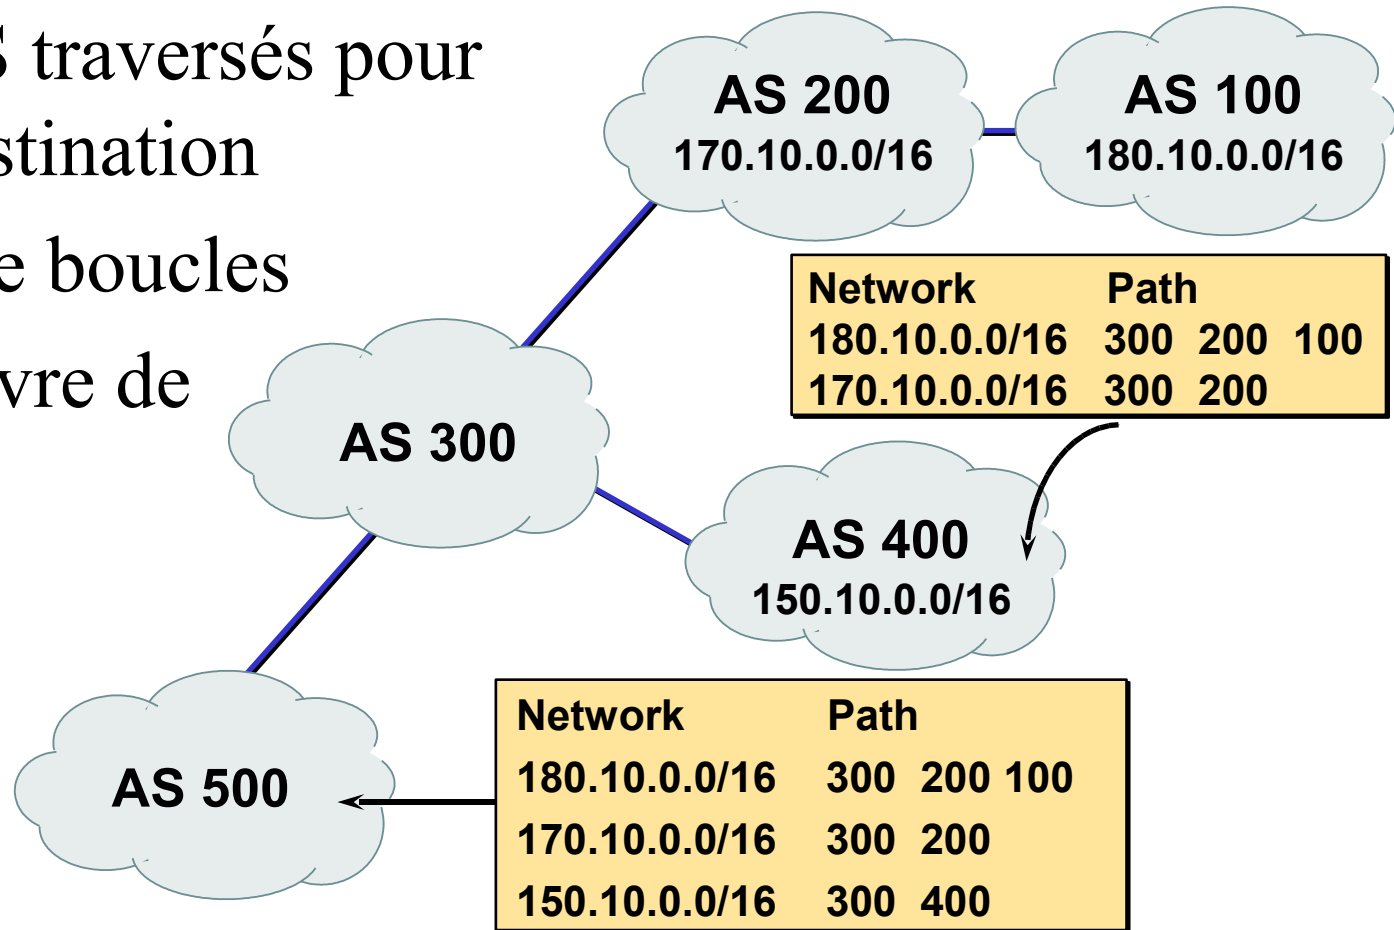 S traversés pour
stination
e boucles
vre de
AS 200
170.10.0.0/16
AS 100
180.10.0.0/16
Network Path
180.10.0.0/16 300 200 100
170.10.0.0/16 300 200
AS 300
AS 400
150.10.0.0/16
AS 500
Network Path
180.10.0.0/16 300 200 100
170.10.0.0/16 300 200
150.10.0.0/16 300 400